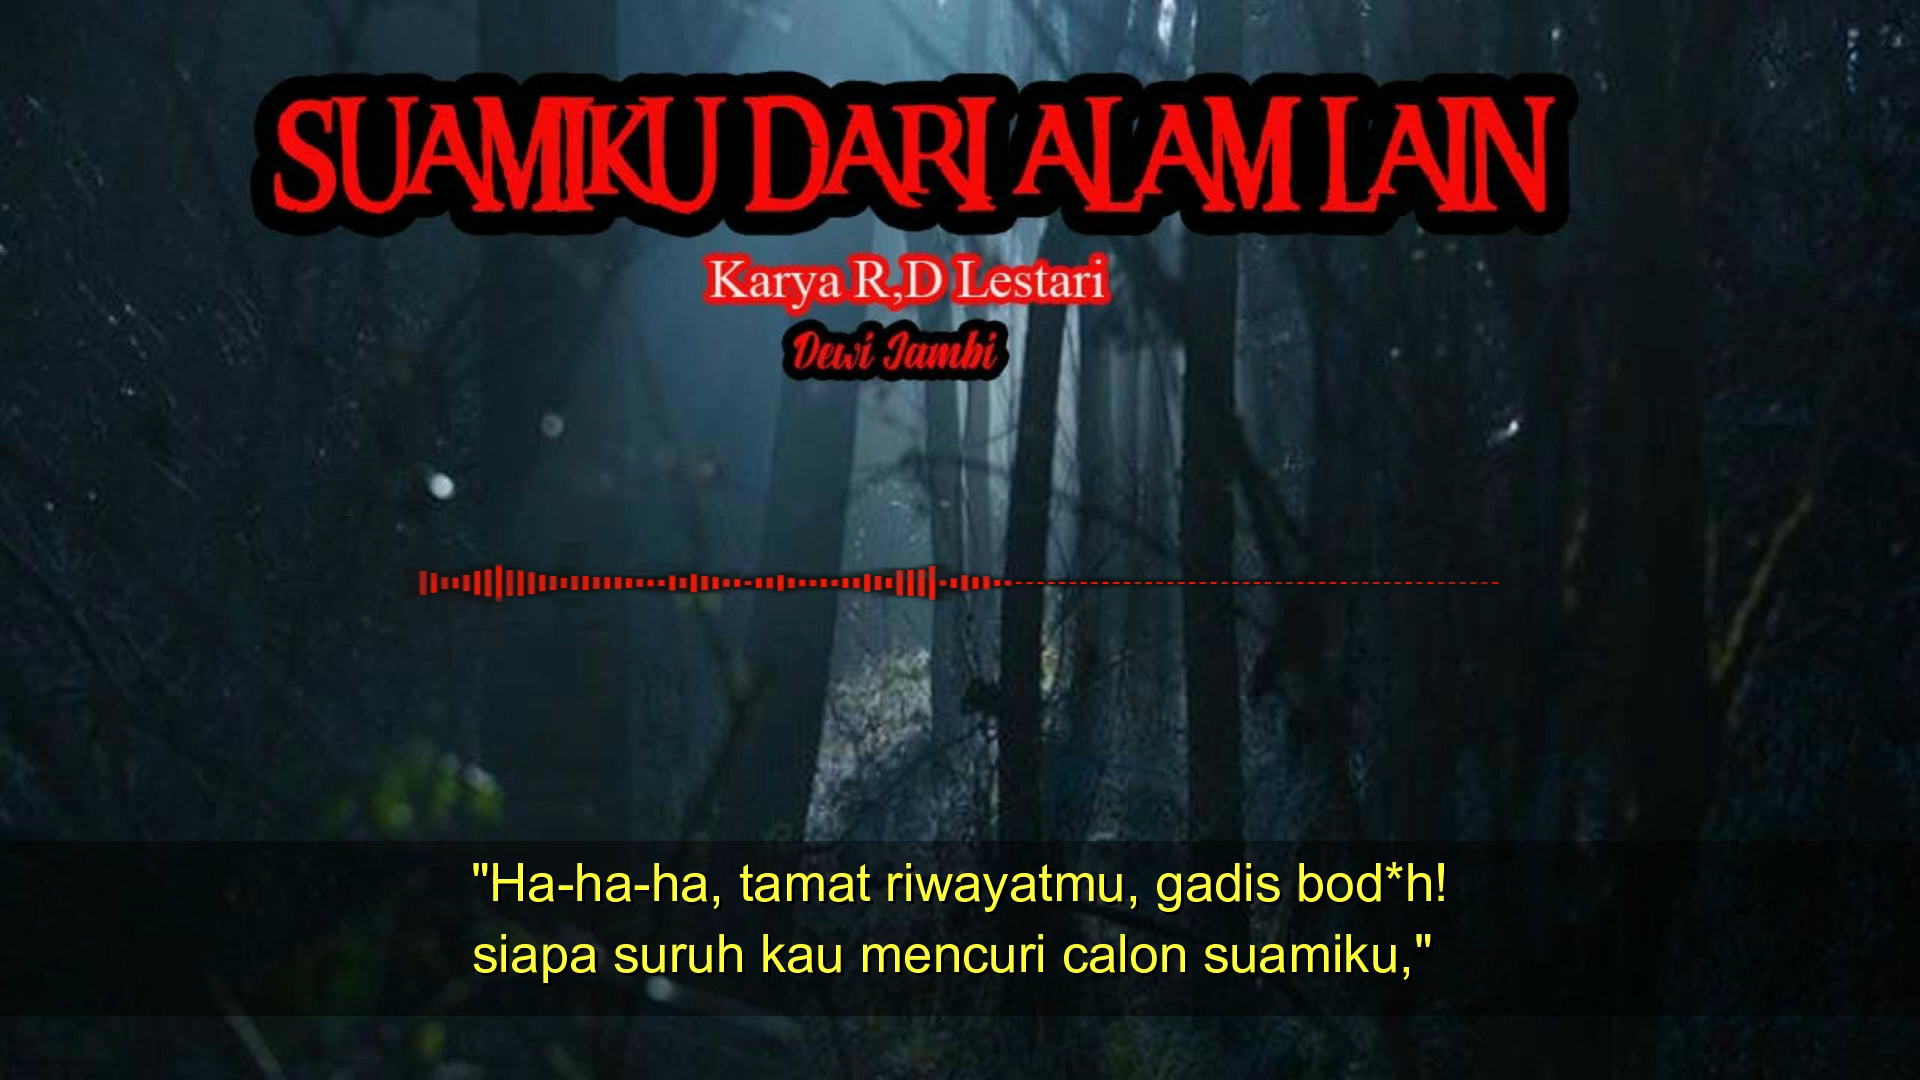 SUAMIKU DARI ALAM LAIN
Karya R,D Lestari
Dewi Jambi
"Ha-ha-ha, tamat riwayatmu, gadis bod*h!
siapa suruh kau mencuri calon suamiku,"